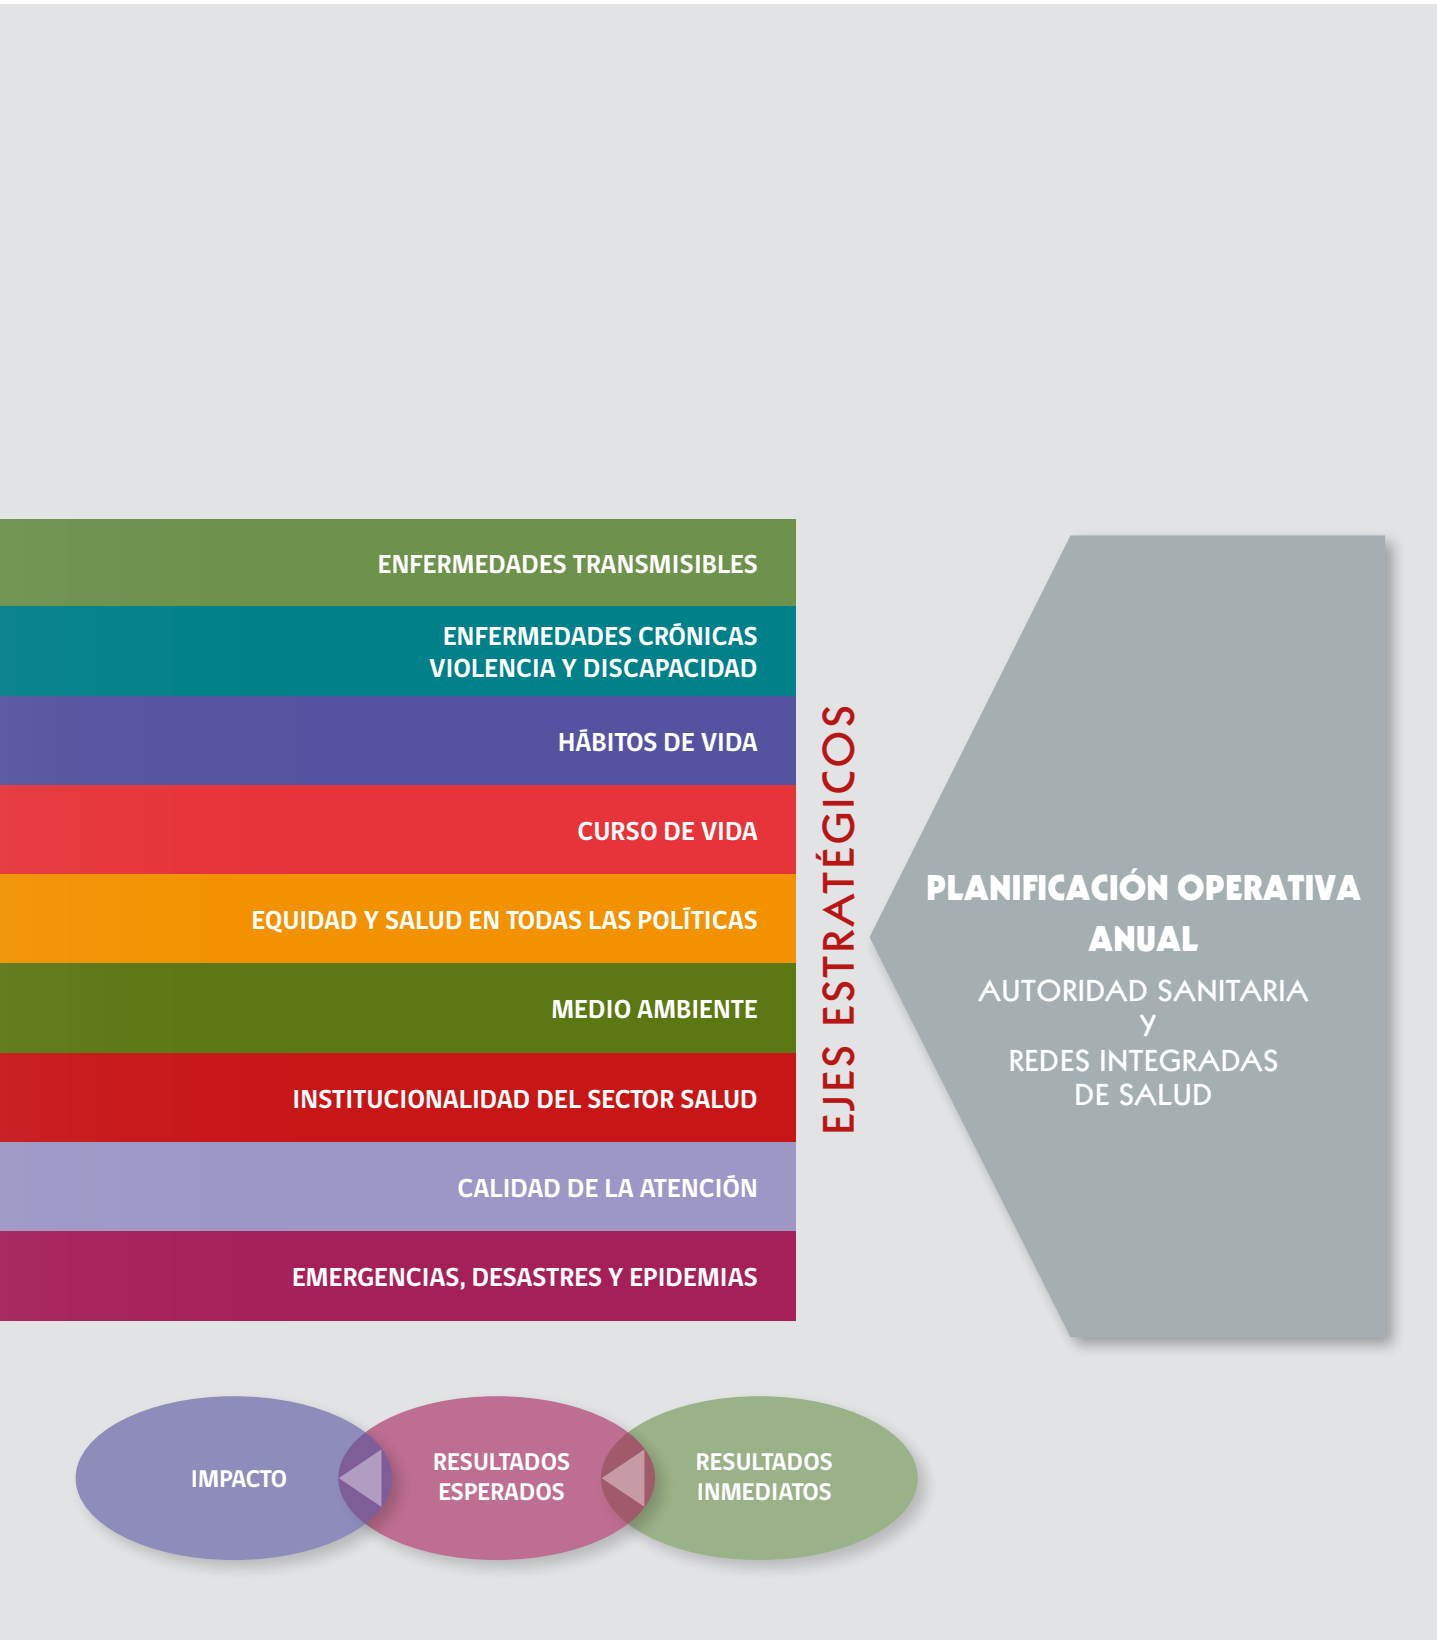 ENFERMEDADES TRANSMISIBLES
ENFERMEDADES CRÓNICAS
VIOLENCIA Y DISCAPACIDAD
HÁBITOS DE VIDA
CURSO DE VIDA
EQUIDAD Y SALUD EN TODAS LAS POLÍTICAS
MEDIO AMBIENTE
INSTITUCIONALIDAD DEL SECTOR SALUD
CALIDAD DE LA ATENCIÓN
EMERGENCIAS, DESASTRES Y EPIDEMIAS
EJES ESTRATÉGICOS
PLANIFICACIÓN OPERATIVA
ANUAL
AUTORIDAD SANITARIA
Y
REDES INTEGRADAS
DE SALUD
IMPACTO
RESULTADOS
ESPERADOS
RESULTADOS
INMEDIATOS